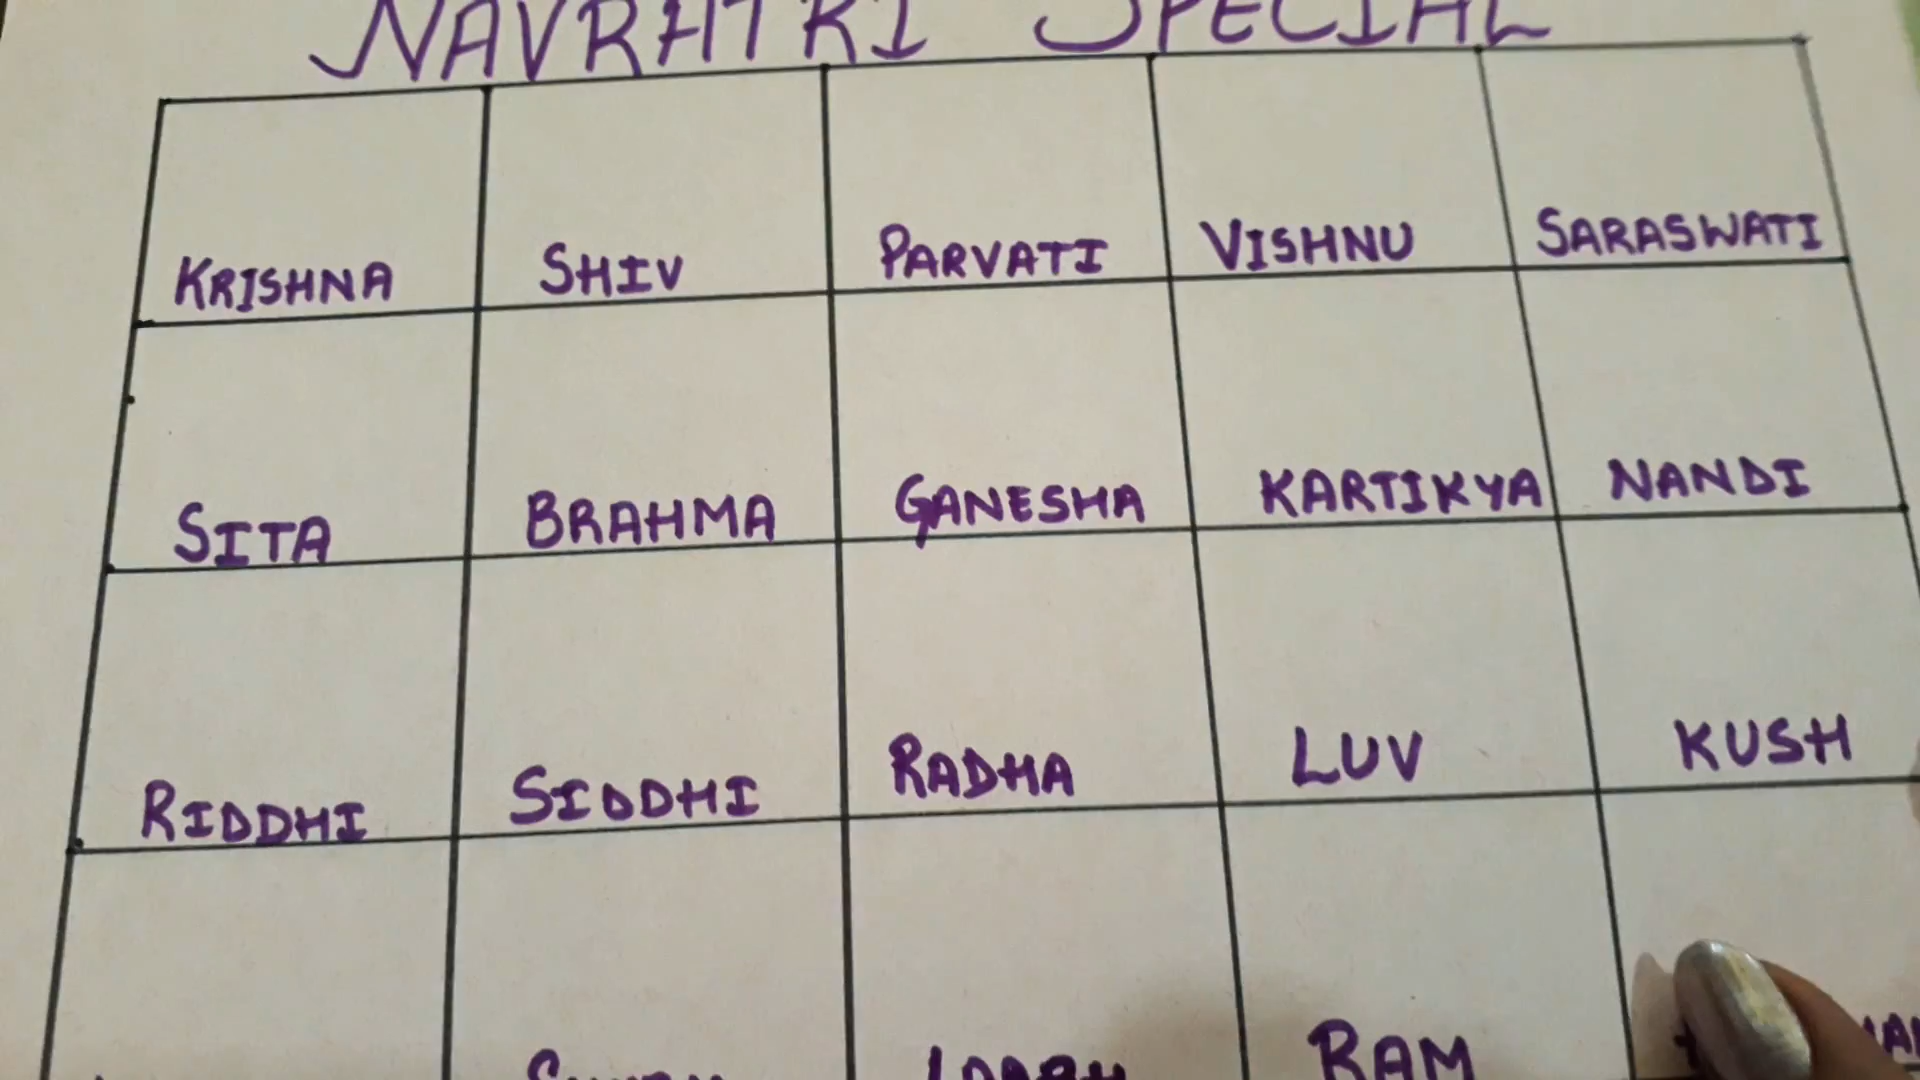 NAVRATRI SPECIAL
KRISHNA SHIV PARVATI VISHNU SARASWATI
SITA BRAHMA GANESHA KARTIKYA NANDI
RIDDHI SIDDHI RADHA LUV KUSH
RAM